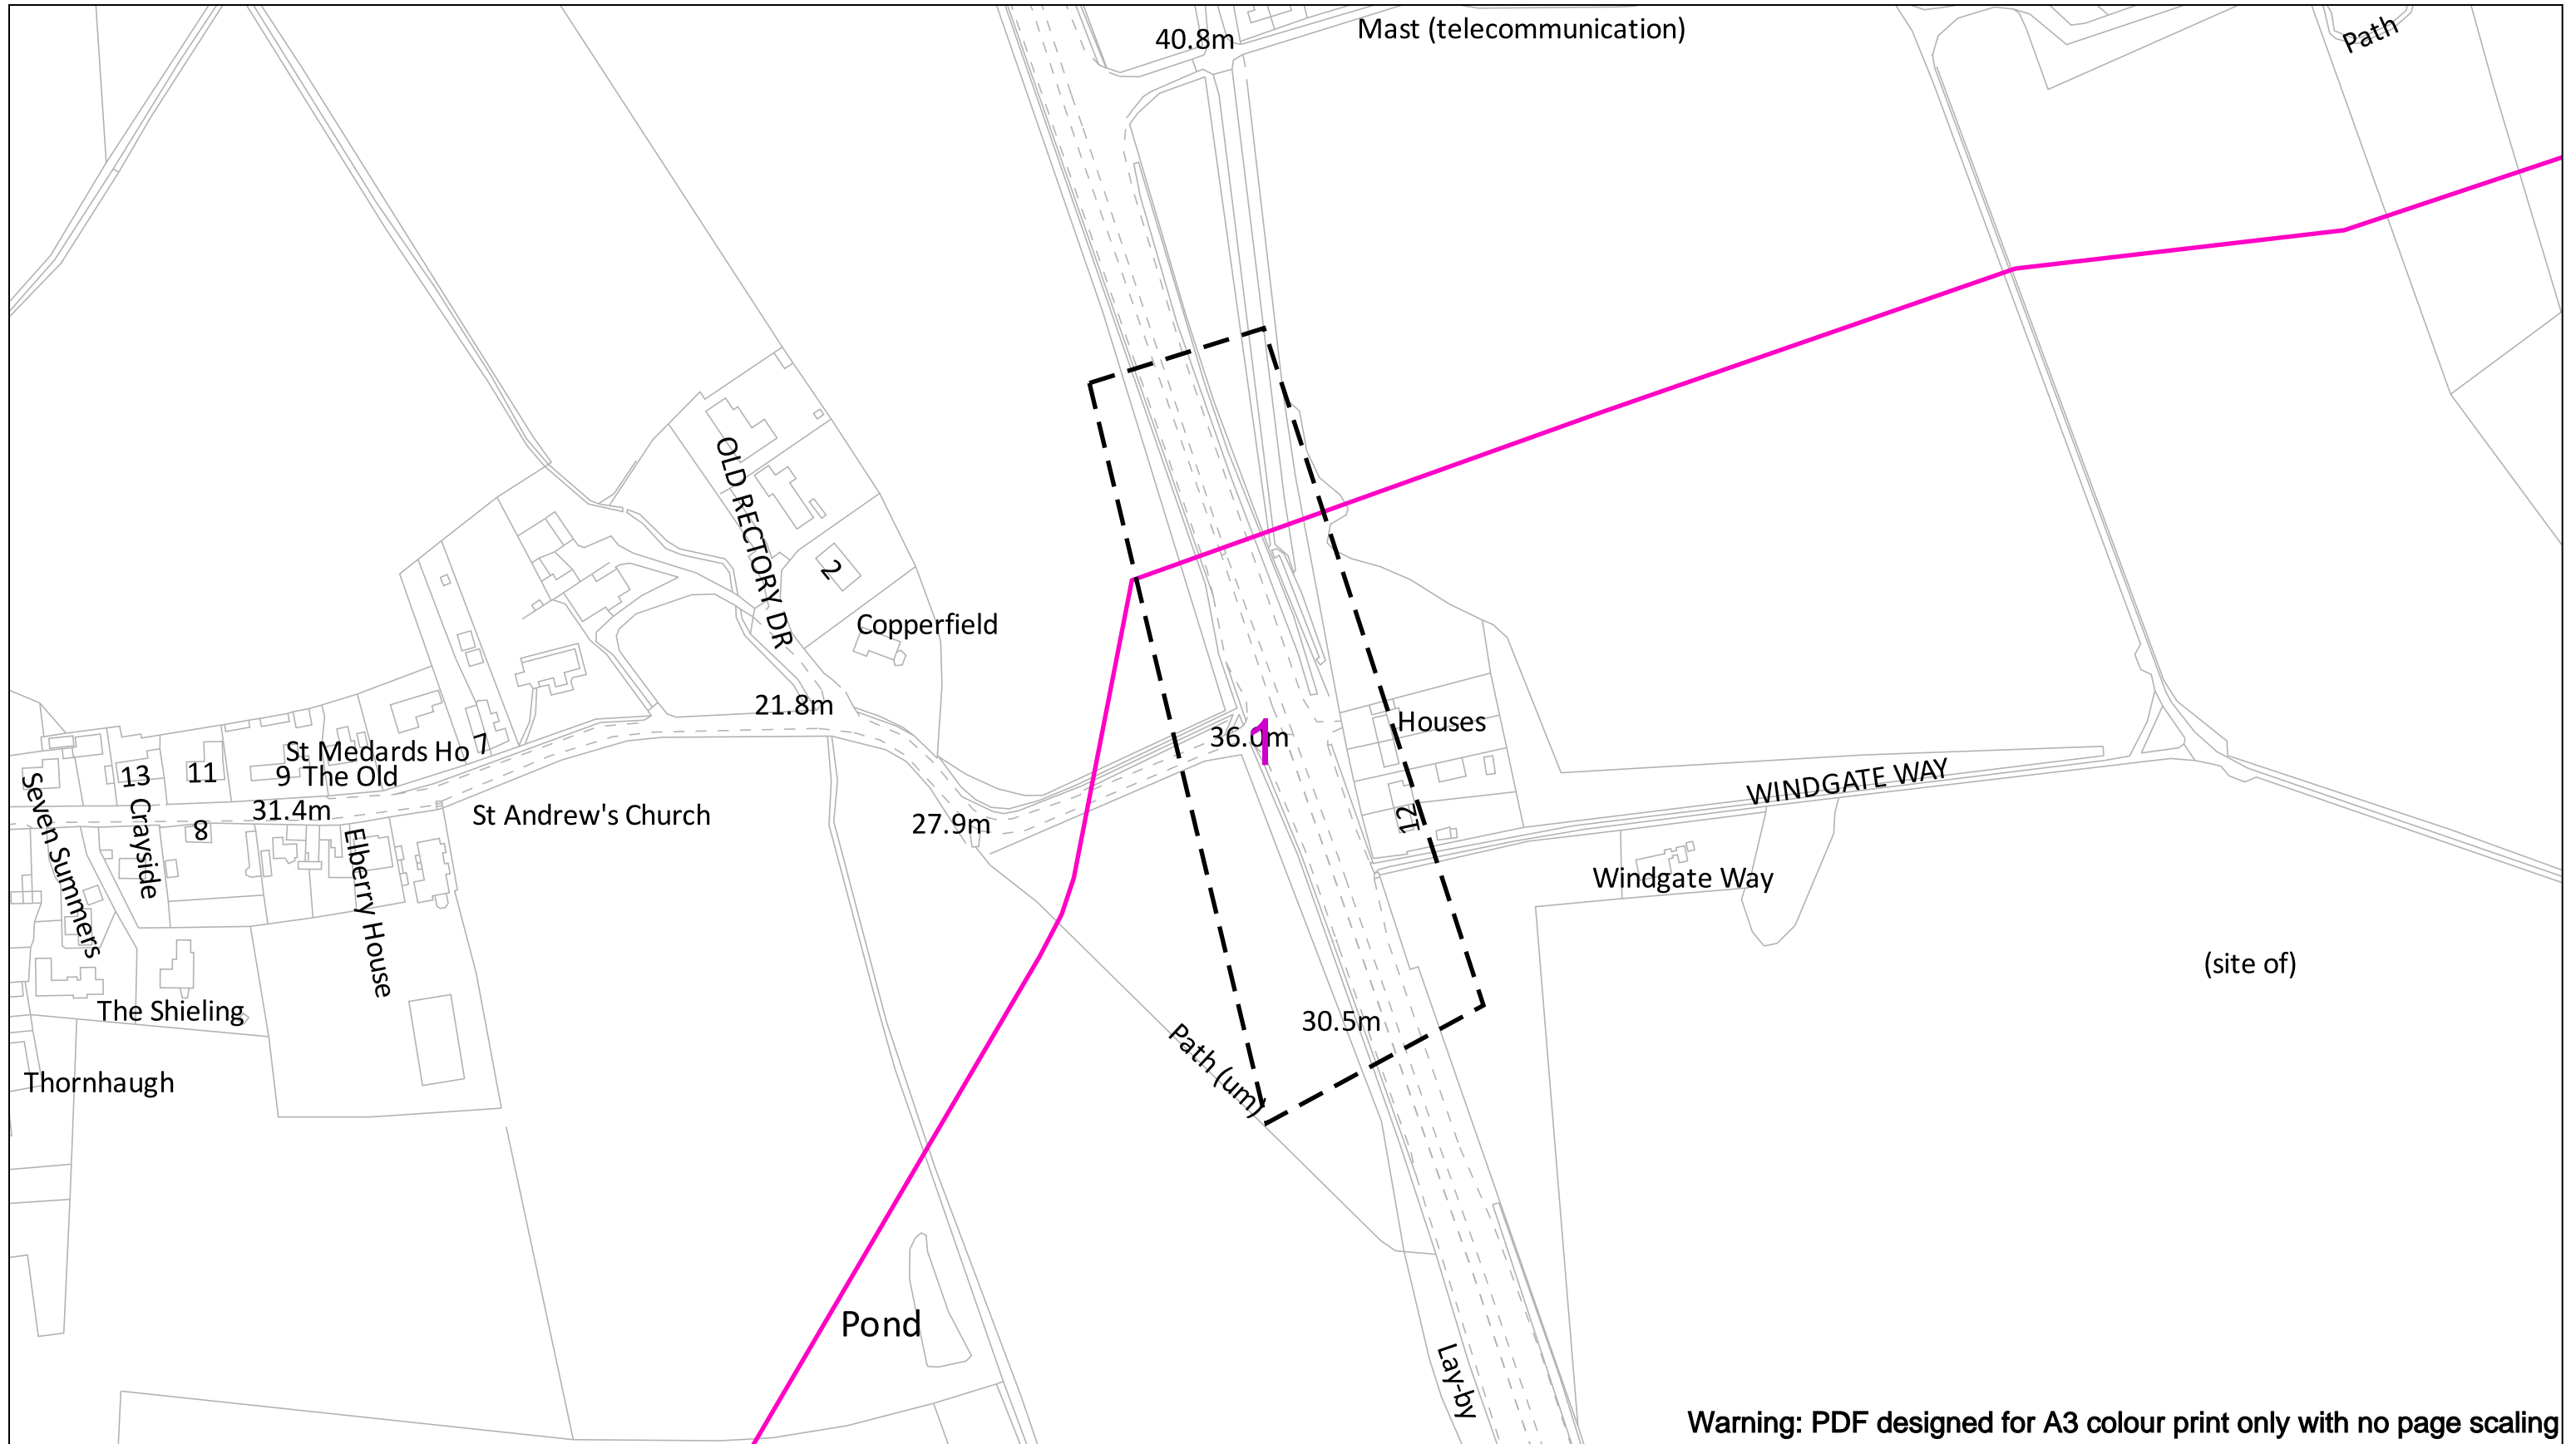 Mast (telecommunication)
Path
40.8m
OLD RECTORY DR
2
Copperfield
21.8m
Houses
36.0m
1
St Medards Ho
7
13
11
9
The Old
WINDGATE WAY
31.4m
St Andrew's Church
27.9m
12
8
Seven Summers
Crayside
Elberry House
Windgate Way
(site of)
The Shieling
30.5m
Path (um)
Thornhaugh
Pond
Lay-by
Warning: PDF designed for A3 colour print only with no page scaling